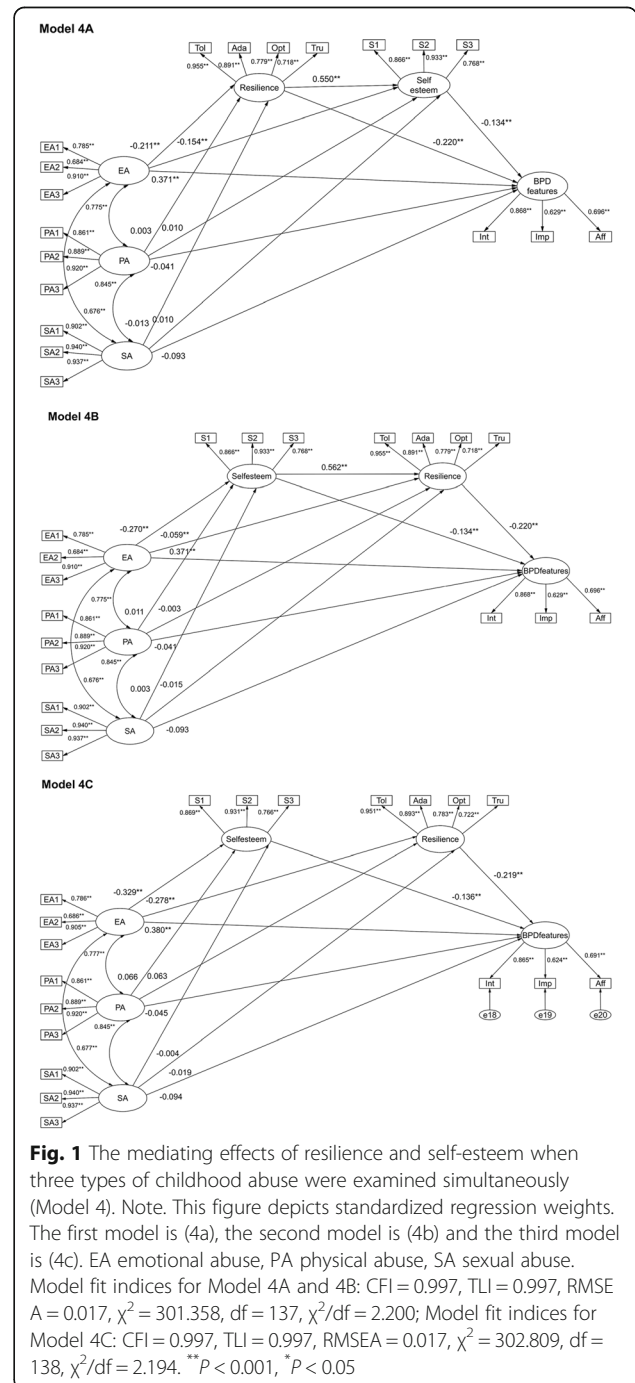 Model 4A
Tol Ada Opt Tru
0.955** 0.891** 0.779** 0.718**
S1 S2 S3
0.866** 0.933** 0.768**
Resilience
0.550**
Self
esteem
-0.211**
-0.154**
-0.134**
-0.220**
EA1 0.785**
EA2 0.684**
EA3 0.910**
EA
0.371**
BPD
features
0.868** 0.629** 0.696**
Int Imp Aff
0.775**
0.003 0.010
PA1 0.861**
PA2 0.889**
PA3 0.920**
PA
-0.041
0.845**
0.676**
-0.013 0.010
SA1 0.902**
SA2 0.940**
SA3 0.937**
SA
-0.093
Model 4B
S1 S2 S3
0.866** 0.933** 0.768**
Tol Ada Opt Tru
0.955** 0.891** 0.779** 0.718**
Selfesteem
0.562**
Resilience
-0.270**
-0.059**
-0.134**
-0.220**
EA1 0.785**
EA2 0.684**
EA3 0.910**
EA
0.371**
BPDfeatures
0.868** 0.629** 0.696**
Int Imp Aff
0.775**
0.011 -0.003
PA1 0.861**
PA2 0.889**
PA3 0.920**
PA
-0.041
0.845**
0.676**
0.003 -0.015
SA1 0.902**
SA2 0.940**
SA3 0.937**
SA
-0.093
Model 4C
S1 S2 S3
0.869** 0.931** 0.766**
Tol Ada Opt Tru
0.951** 0.893** 0.783** 0.722**
Selfesteem
Resilience
-0.329**
-0.278**
-0.136**
-0.219**
EA1 0.786**
EA2 0.686**
EA3 0.905**
EA
0.380**
BPDfeatures
0.865** 0.624** 0.691**
Int Imp Aff
e18 e19 e20
0.777**
0.066 0.063
PA1 0.861**
PA2 0.889**
PA3 0.920**
PA
-0.045
0.845**
0.677**
-0.004
-0.019
SA1 0.902**
SA2 0.940**
SA3 0.937**
SA
-0.094
Fig. 1 The mediating effects of resilience and self-esteem when
three types of childhood abuse were examined simultaneously
(Model 4). Note. This figure depicts standardized regression weights.
The first model is (4a), the second model is (4b) and the third model
is (4c). EA emotional abuse, PA physical abuse, SA sexual abuse.
Model fit indices for Model 4A and 4B: CFI = 0.997, TLI = 0.997, RMSE
A = 0.017, χ² = 301.358, df = 137, χ²/df = 2.200; Model fit indices for
Model 4C: CFI = 0.997, TLI = 0.997, RMSEA = 0.017, χ² = 302.809, df =
138, χ²/df = 2.194. **P < 0.001, *P < 0.05